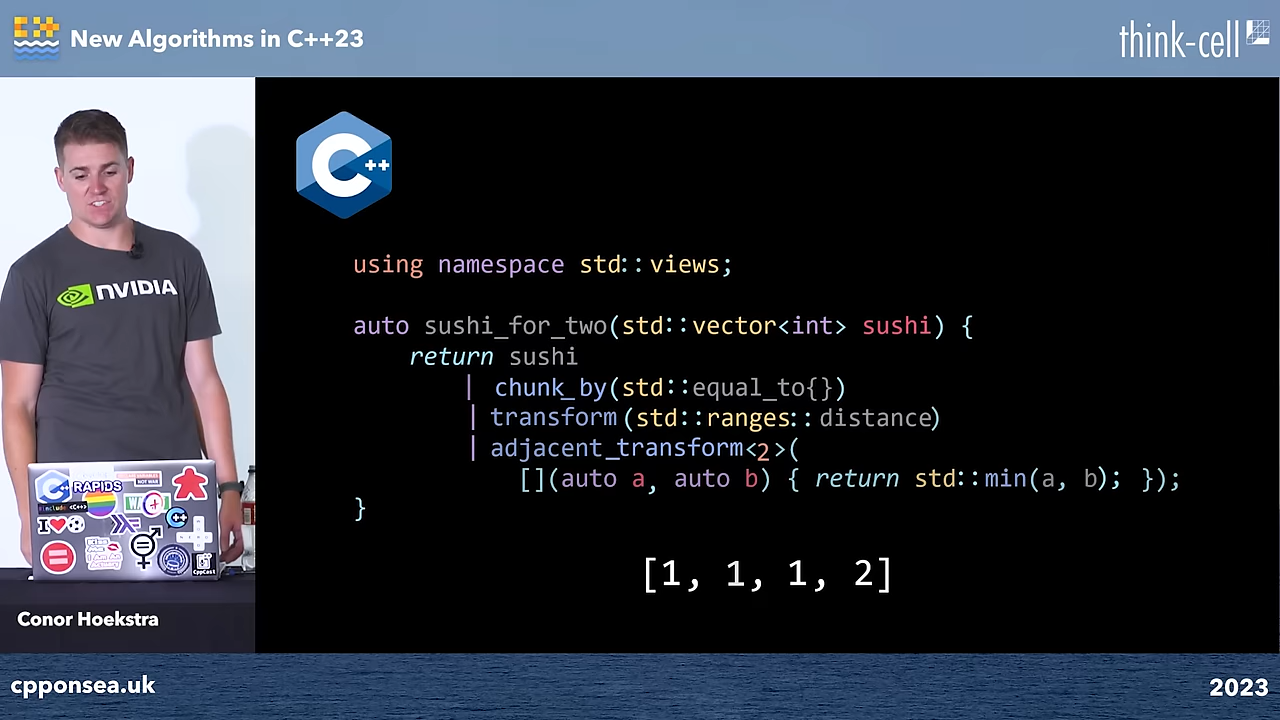 New Algorithms in C++23
think-cell
C++
using namespace std::views;
auto sushi_for_two(std::vector<int> sushi) {
return sushi
| chunk_by(std::equal_to{})
| transform(std::ranges::distance)
| adjacent_transform<2>(
[](auto a, auto b) { return std::min(a, b); });
}
[1, 1, 1, 2]
NVIDIA
RAPIDS
#include <C++>
CppCast
Conor Hoekstra
cpponsea.uk
2023